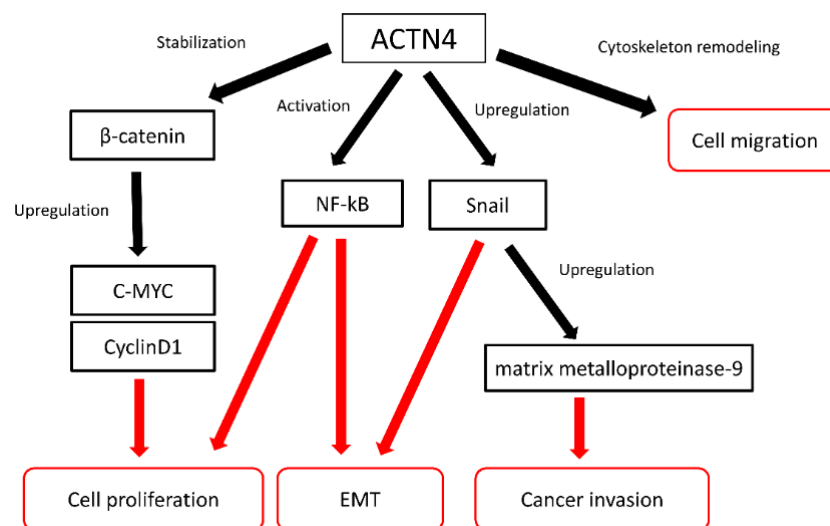 ACTN4
Stabilization
Cytoskeleton remodeling
Activation
Upregulation
β-catenin
Cell migration
Upregulation
NF-kB
Snail
Upregulation
C-MYC
CyclinD1
matrix metalloproteinase-9
Cell proliferation
EMT
Cancer invasion